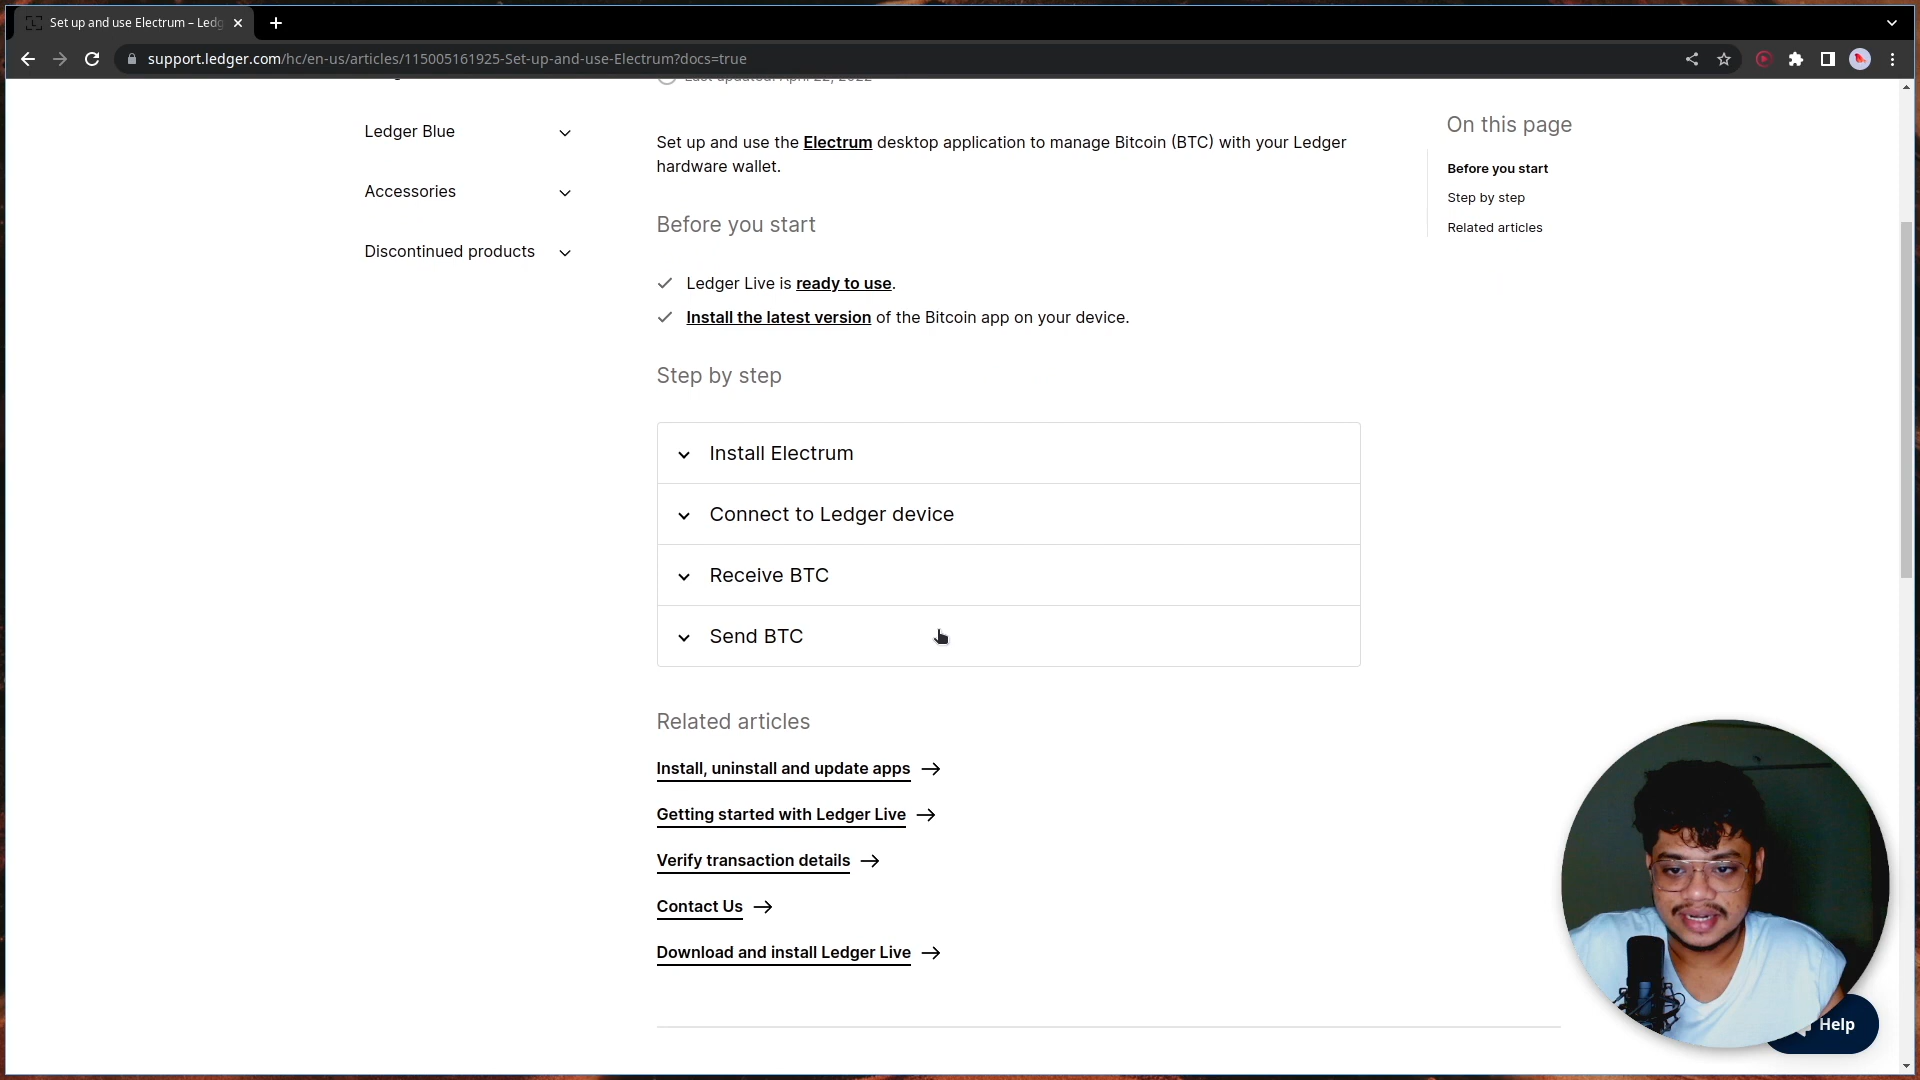 Set up and use Electrum – Ledg
support.ledger.com/hc/en-us/articles/115005161925-Set-up-and-use-Electrum?docs=true
Last updated: April 22, 2022
Ledger Blue
Accessories
Discontinued products
Set up and use the Electrum desktop application to manage Bitcoin (BTC) with your Ledger
hardware wallet.
Before you start
Ledger Live is ready to use.
Install the latest version of the Bitcoin app on your device.
Step by step
Install Electrum
Connect to Ledger device
Receive BTC
Send BTC
Related articles
Install, uninstall and update apps
Getting started with Ledger Live
Verify transaction details
Contact Us
Download and install Ledger Live
On this page
Before you start
Step by step
Related articles
Help